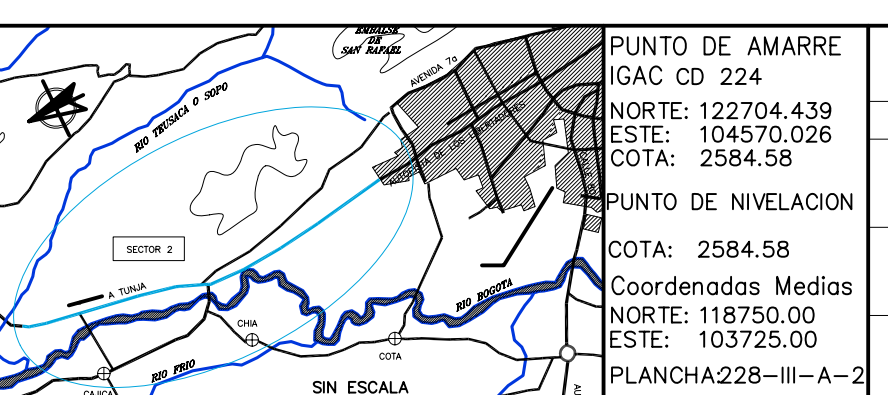 EMBALSE
DE
SAN RAFAEL
AVENIDA 7a
RIO TEUSACA O SOPO
AUTOPISTA DE LOS LIBERTADORES
SECTOR 2
A TUNJA
RIO BOGOTA
CHIA
COTA
RIO FRIO
CAJICA
SIN ESCALA
PUNTO DE AMARRE
IGAC CD 224
NORTE: 122704.439
ESTE: 104570.026
COTA: 2584.58
PUNTO DE NIVELACION
COTA: 2584.58
Coordenadas Medias
NORTE: 118750.00
ESTE: 103725.00
PLANCHA:228-III-A-2